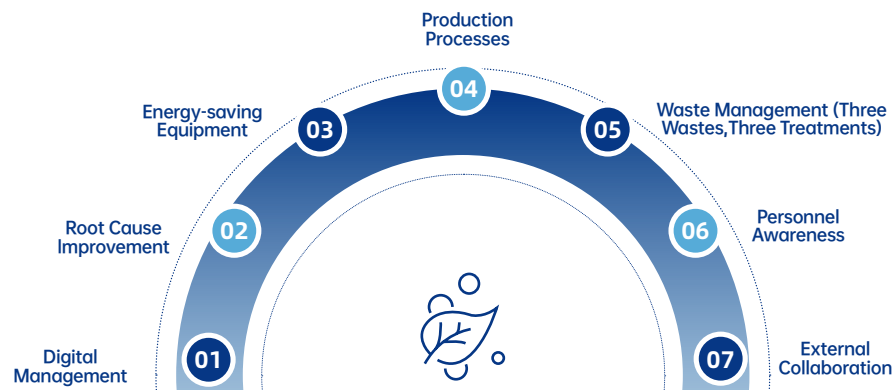 Production
Processes
04
Energy-saving
Equipment
03
05
Waste Management (Three
Wastes,Three Treatments)
Root Cause
Improvement
02
06
Personnel
Awareness
Digital
Management
01
07
External
Collaboration